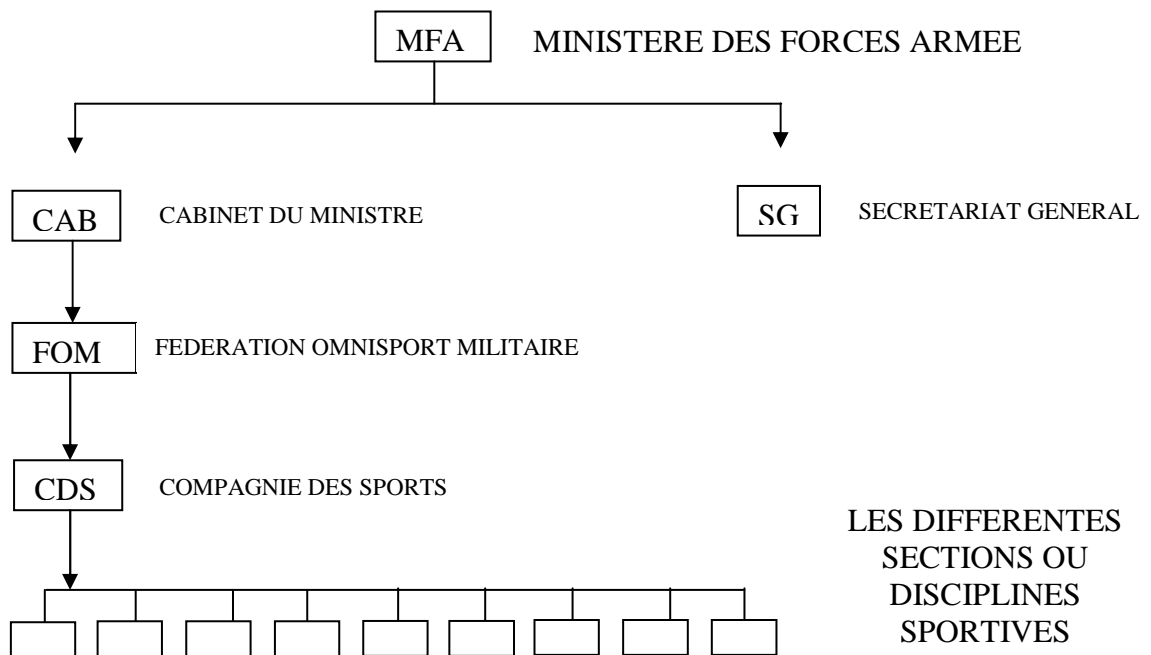 MFA MINISTERE DES FORCES ARMEE
CAB CABINET DU MINISTRE
SG SECRETARIAT GENERAL
FOM FEDERATION OMNISPORT MILITAIRE
CDS COMPAGNIE DES SPORTS
LES DIFFERENTES
SECTIONS OU
DISCIPLINES
SPORTIVES